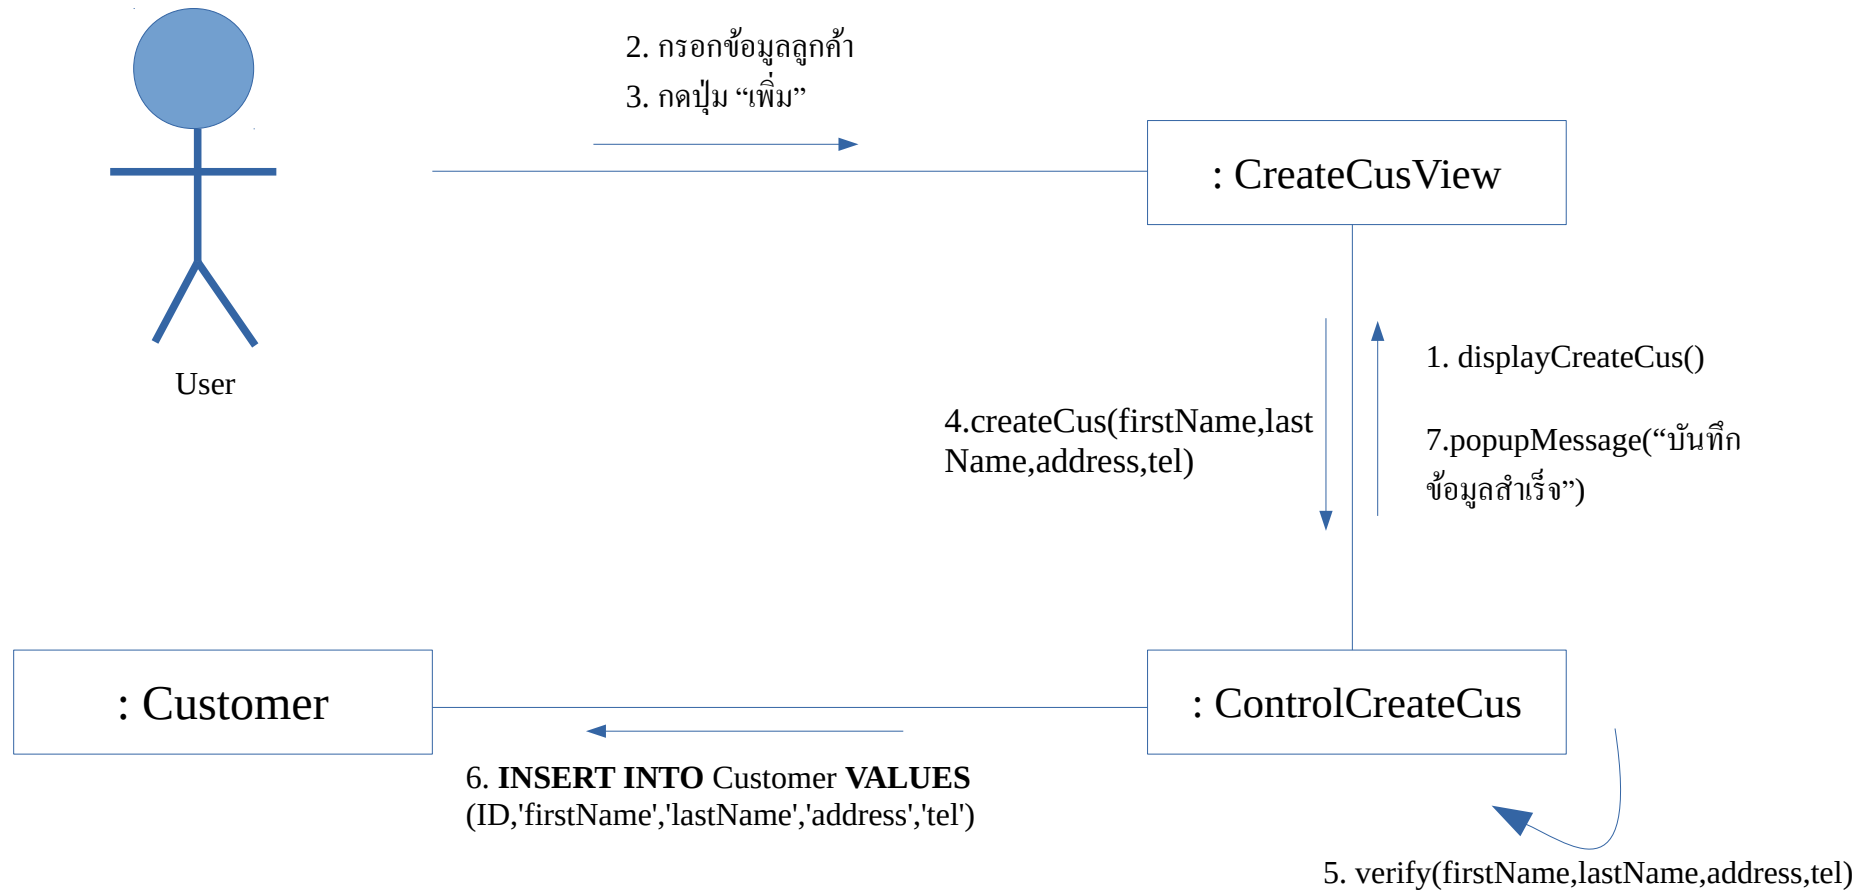 2. กรอกข้อมูลลูกค้า
3. กดปุ่ม “เพิ่ม”
: CreateCusView
User
1. displayCreateCus()
4.createCus(firstName,last
Name,address,tel)
7.popupMessage(“บันทึก
ข้อมูลสำเร็จ”)
: Customer
: ControlCreateCus
6. INSERT INTO Customer VALUES
(ID,'firstName','lastName','address','tel')
5. verify(firstName,lastName,address,tel)